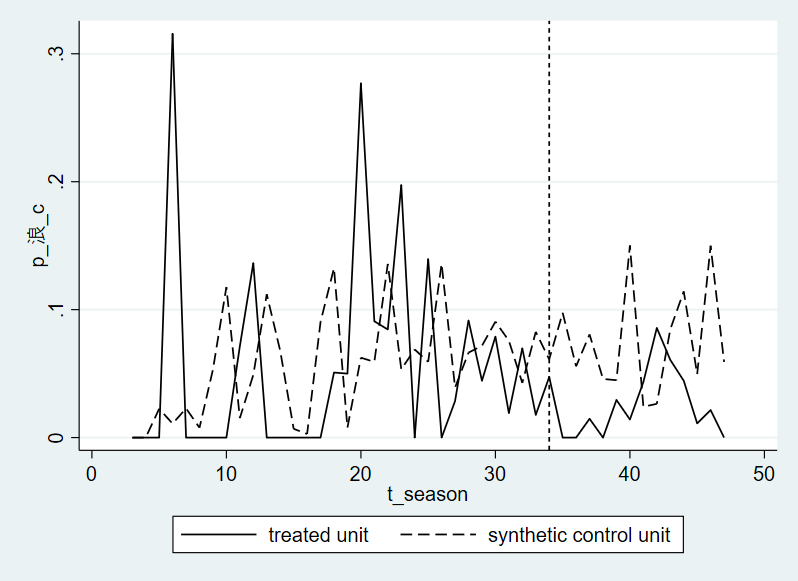 .3
.2
.1
0
p_浪_c
0 10 20 30 40 50
t_season
treated unit synthetic control unit